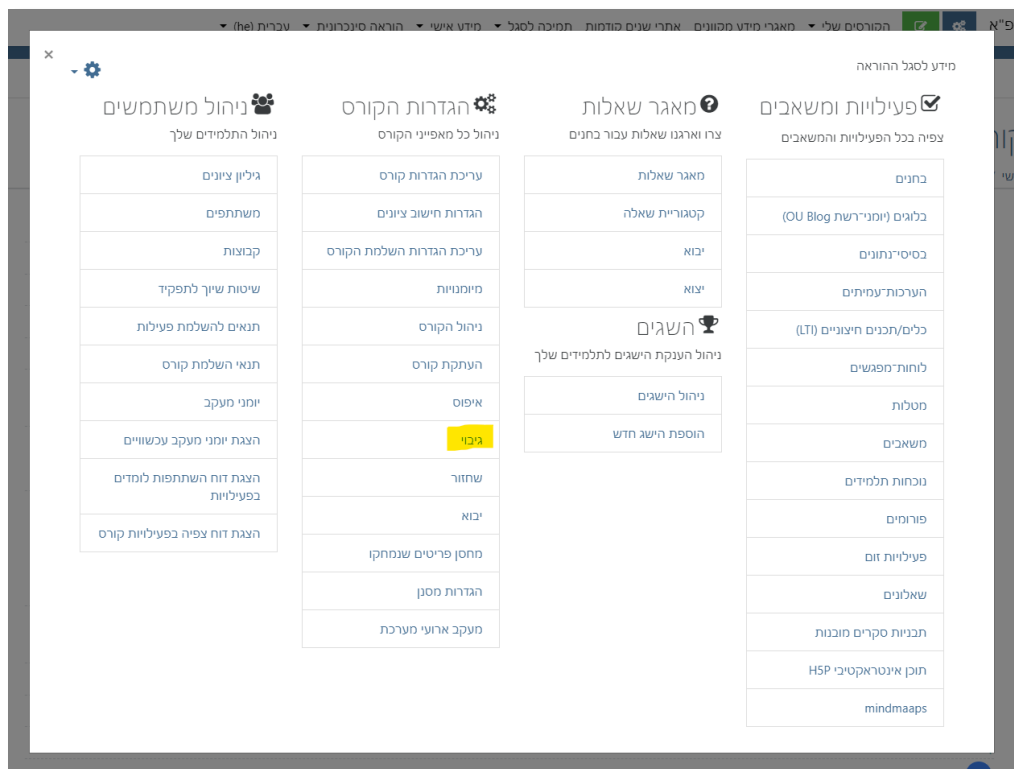 פ"א
הקורסים שלי
מאגרי מידע מקוונים
אתרי שנים קודמות
תמיכה לסגל
מידע אישי
הוראה סינכרונית
עברית (he)
×
מידע לסגל ההוראה
פעילויות ומשאבים
צפיה בכל הפעילויות והמשאבים
בחנים
בלוגים (יומני־רשת OU Blog)
בסיסי־נתונים
הערכות־עמיתים
כלים/תכנים חיצוניים (LTI)
לוחות־מפגשים
מטלות
משאבים
נוכחות תלמידים
פורומים
פעילויות זום
שאלונים
תבניות סקרים מובנות
תוכן אינטראקטיבי H5P
mindmaaps
מאגר שאלות
צרו וארגנו שאלות עבור בחנים
מאגר שאלות
קטגוריית שאלה
יבוא
יצוא
השגים
ניהול הענקת הישגים לתלמידים שלך
ניהול הישגים
הוספת הישג חדש
הגדרות הקורס
ניהול כל מאפייני הקורס
עריכת הגדרות קורס
הגדרות חישוב ציונים
עריכת הגדרות השלמת הקורס
מיומנויות
ניהול הקורס
העתקת קורס
איפוס
גיבוי
שחזור
יבוא
מחסן פריטים שנמחקו
הגדרות מסנן
מעקב ארועי מערכת
ניהול משתמשים
ניהול התלמידים שלך
גיליון ציונים
משתתפים
קבוצות
שיטות שיוך לתפקיד
תנאים להשלמת פעילות
תנאי השלמת קורס
יומני מעקב
הצגת יומני מעקב עכשוויים
הצגת דוח השתתפות לומדים
בפעילויות
הצגת דוח צפיה בפעילויות קורס